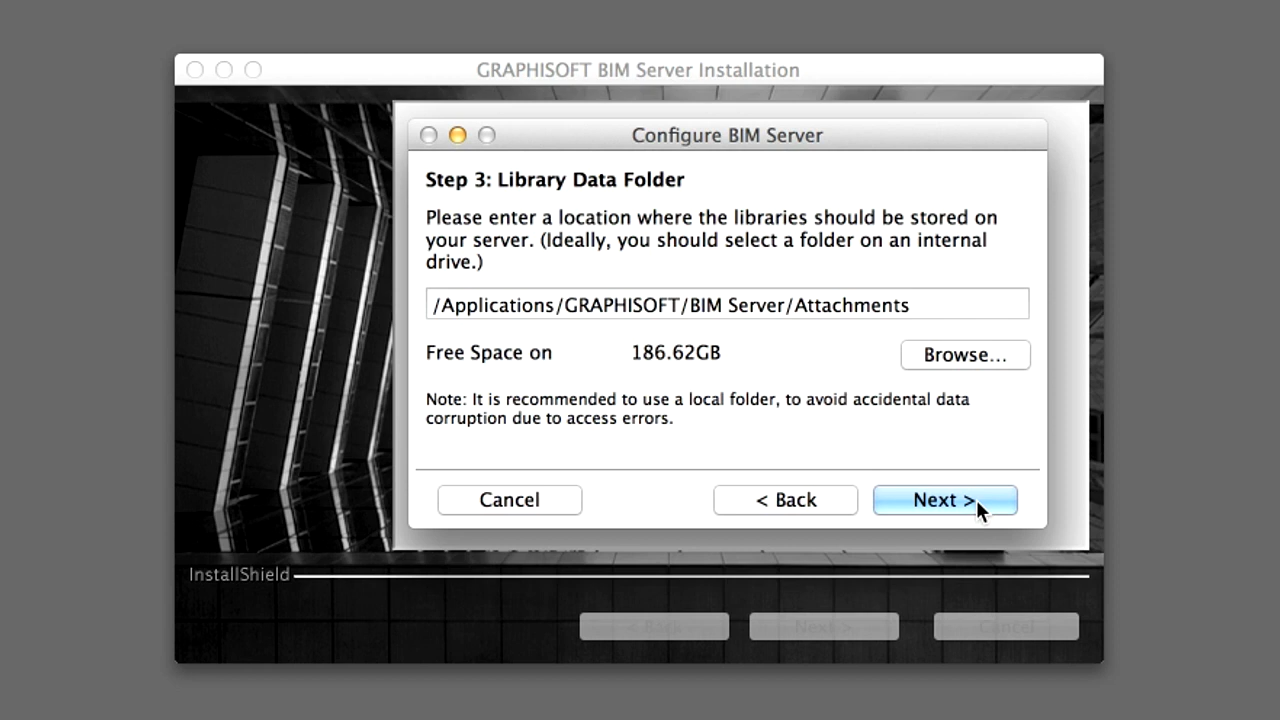 GRAPHISOFT BIM Server Installation
Configure BIM Server
Step 3: Library Data Folder
Please enter a location where the libraries should be stored on
your server. (Ideally, you should select a folder on an internal
drive.)
/Applications/GRAPHISOFT/BIM Server/Attachments
Free Space on 186.62GB
Browse...
Note: It is recommended to use a local folder, to avoid accidental data
corruption due to access errors.
Cancel < Back Next >
InstallShield
< Back Next > Cancel